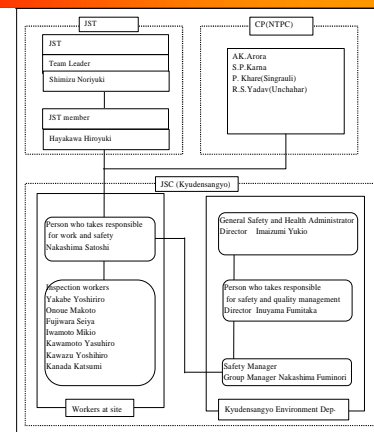 JST
JST
Team Leader
Shimizu Noriyuki
JST member
Hayakawa Hiroyuki
CP(NTPC)
AK.Arora
S.P.Karna
P. Khare(Singrauli)
R.S.Yadav(Unchahar)
JSC (Kyudensangyo)
Person who takes responsible
for work and safety
Nakashima Satoshi
Inspection workers
Yakabe Yoshiriro
Onoue Makoto
Fujiwara Seiya
Iwamoto Mikio
Kawamoto Yasuhiro
Kawazu Yoshihiro
Kanada Katsumi
Workers at site
General Safety and Health Administrator
Director Imaizumi Yukio
Person who takes responsible
for safety and quality management
Director Inuyama Fumitaka
Safety Manager
Group Manager Nakashima Fuminori
Kyudensangyo Environment Dep-